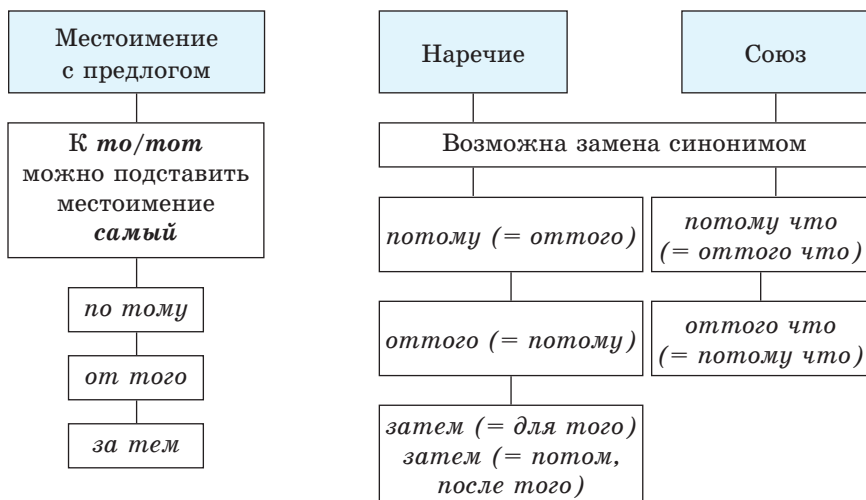 Местоимение
с предлогом
К то/тот
можно подставить
местоимение
самый
по тому
от того
за тем
Наречие
Союз
Возможна замена синонимом
потому (= оттого)
потому что
(= оттого что)
оттого (= потому)
оттого что
(= потому что)
затем (= для того)
затем (= потом,
после того)